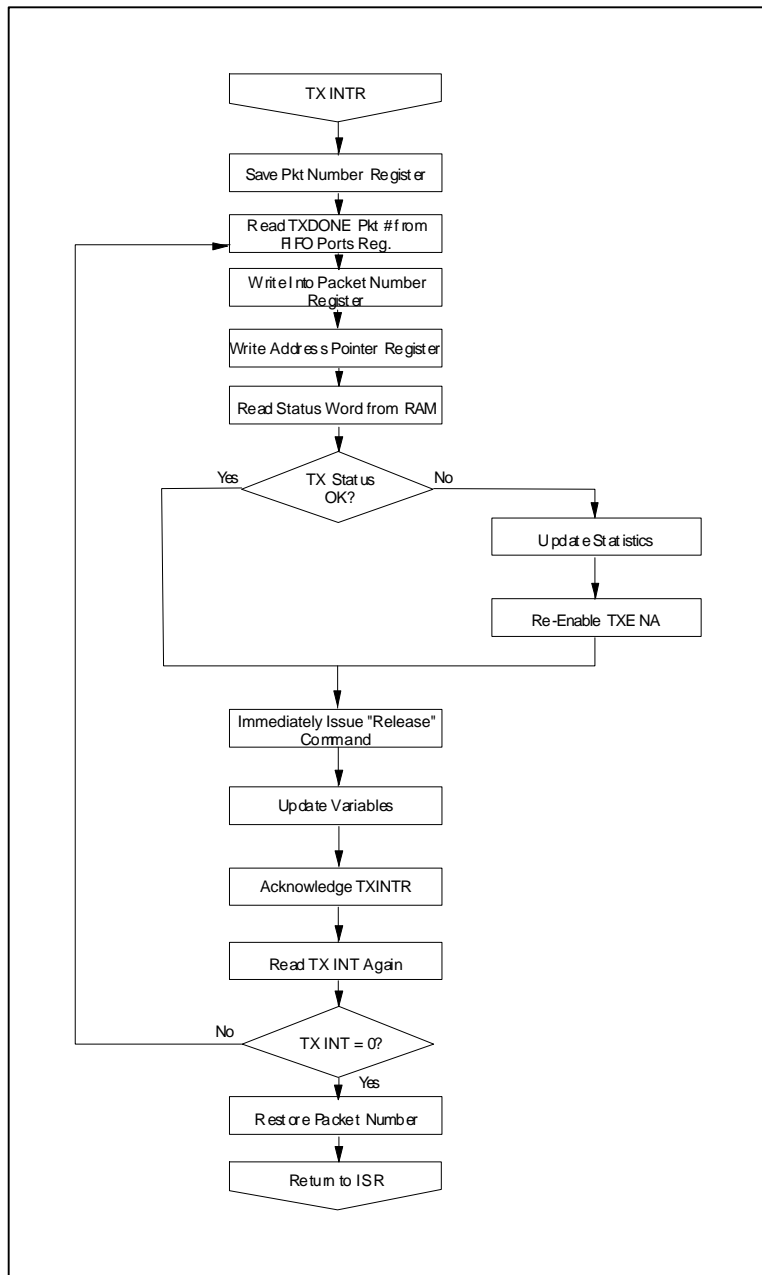 TX INTR
Save Pkt Number Register
Read TXDONE Pkt # from
FIFO Ports Reg.
Write Into Packet Number
Register
Write Address Pointer Register
Read Status Word from RAM
Yes
TX Status
OK?
No
Update Statistics
Re-Enable TXENA
Immediately Issue "Release"
Command
Update Variables
Acknowledge TXINTR
Read TX INT Again
No
TX INT = 0?
Yes
Restore Packet Number
Return to ISR